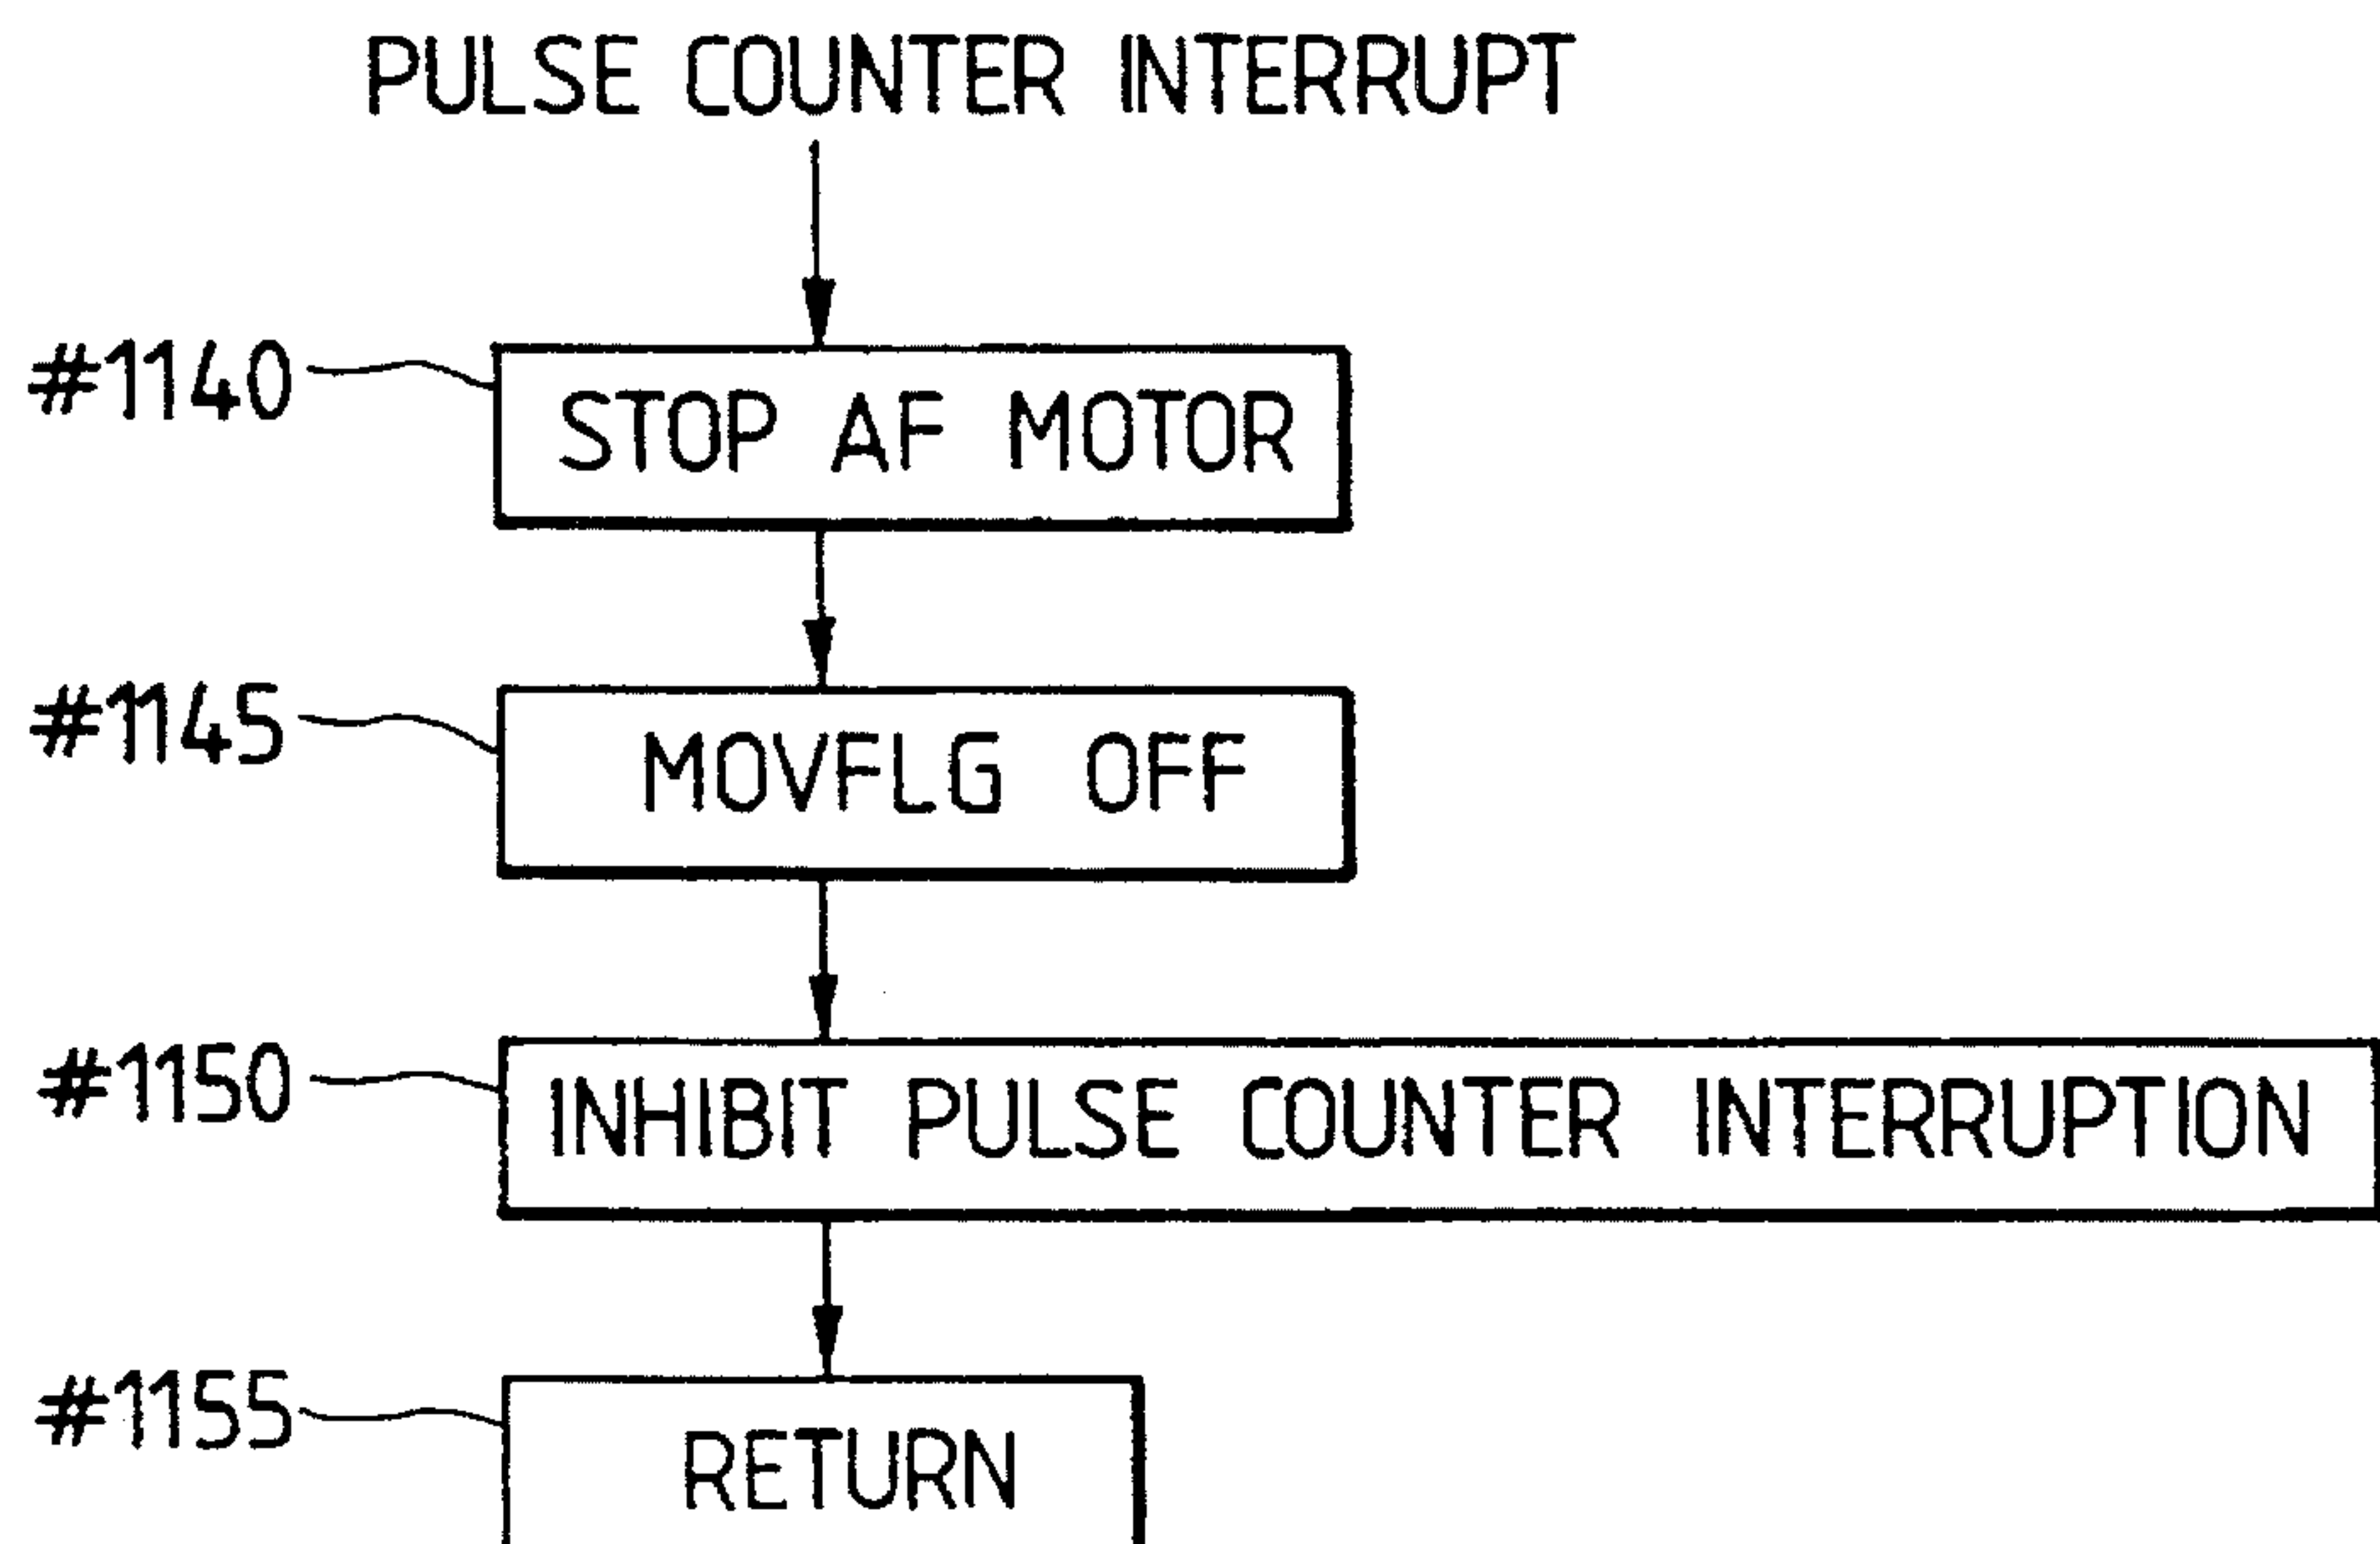 PULSE COUNTER INTERRUPT
#1140
STOP AF MOTOR
#1145
MOVFLG OFF
#1150
INHIBIT PULSE COUNTER INTERRUPTION
#1155
RETURN